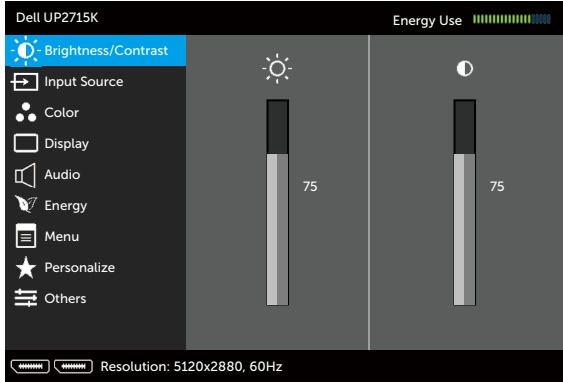 Dell UP2715K
Energy Use
Brightness/Contrast
Input Source
Color
Display
Audio
Energy
Menu
Personalize
Others
75
75
Resolution: 5120x2880, 60Hz